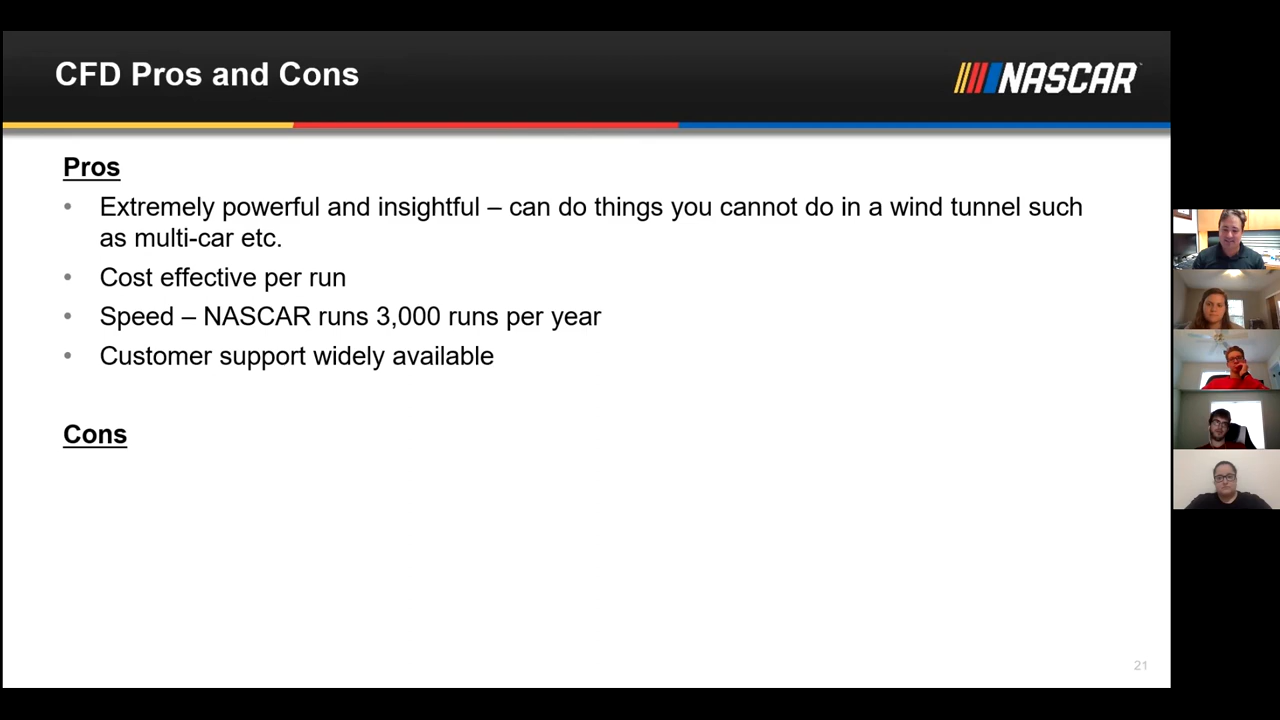 CFD Pros and Cons
NASCAR
Pros
• Extremely powerful and insightful – can do things you cannot do in a wind tunnel such
as multi-car etc.
• Cost effective per run
• Speed – NASCAR runs 3,000 runs per year
• Customer support widely available
Cons
21